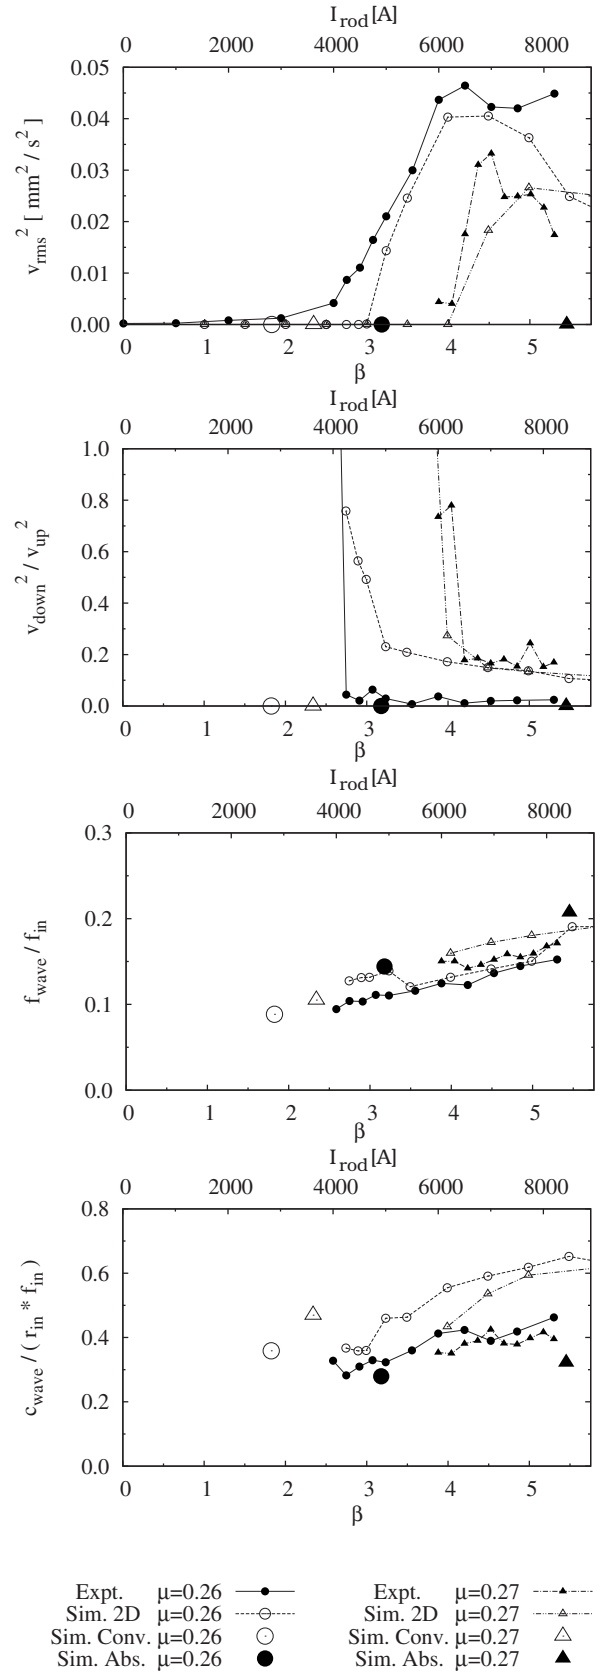 I_rod [A]
0 2000 4000 6000 8000
0.05
0.04
0.03
0.02
0.01
0.00
v_rms^2 [ mm^2 / s^2 ]
0 1 2 3 4 5
β
I_rod [A]
0 2000 4000 6000 8000
1.0
0.8
0.6
0.4
0.2
0.0
v_down^2 / v_up^2
0 1 2 3 4 5
β
I_rod [A]
0 2000 4000 6000 8000
0.3
0.2
0.1
0.0
f_wave / f_in
0 1 2 3 4 5
β
I_rod [A]
0 2000 4000 6000 8000
0.8
0.6
0.4
0.2
0.0
c_wave / ( r_in * f_in )
0 1 2 3 4 5
β
Expt. μ=0.26 Expt. μ=0.27
Sim. 2D μ=0.26 Sim. 2D μ=0.27
Sim. Conv. μ=0.26 Sim. Conv. μ=0.27
Sim. Abs. μ=0.26 Sim. Abs. μ=0.27